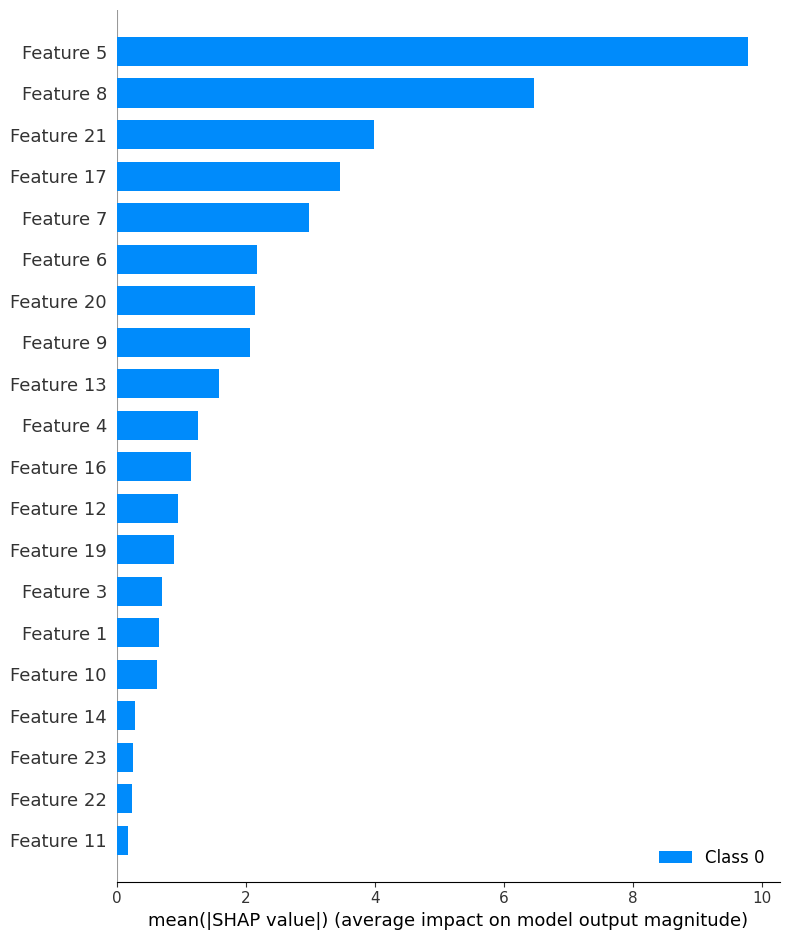 Feature 5
Feature 8
Feature 21
Feature 17
Feature 7
Feature 6
Feature 20
Feature 9
Feature 13
Feature 4
Feature 16
Feature 12
Feature 19
Feature 3
Feature 1
Feature 10
Feature 14
Feature 23
Feature 22
Feature 11
Class 0
0 2 4 6 8 10
mean(|SHAP value|) (average impact on model output magnitude)